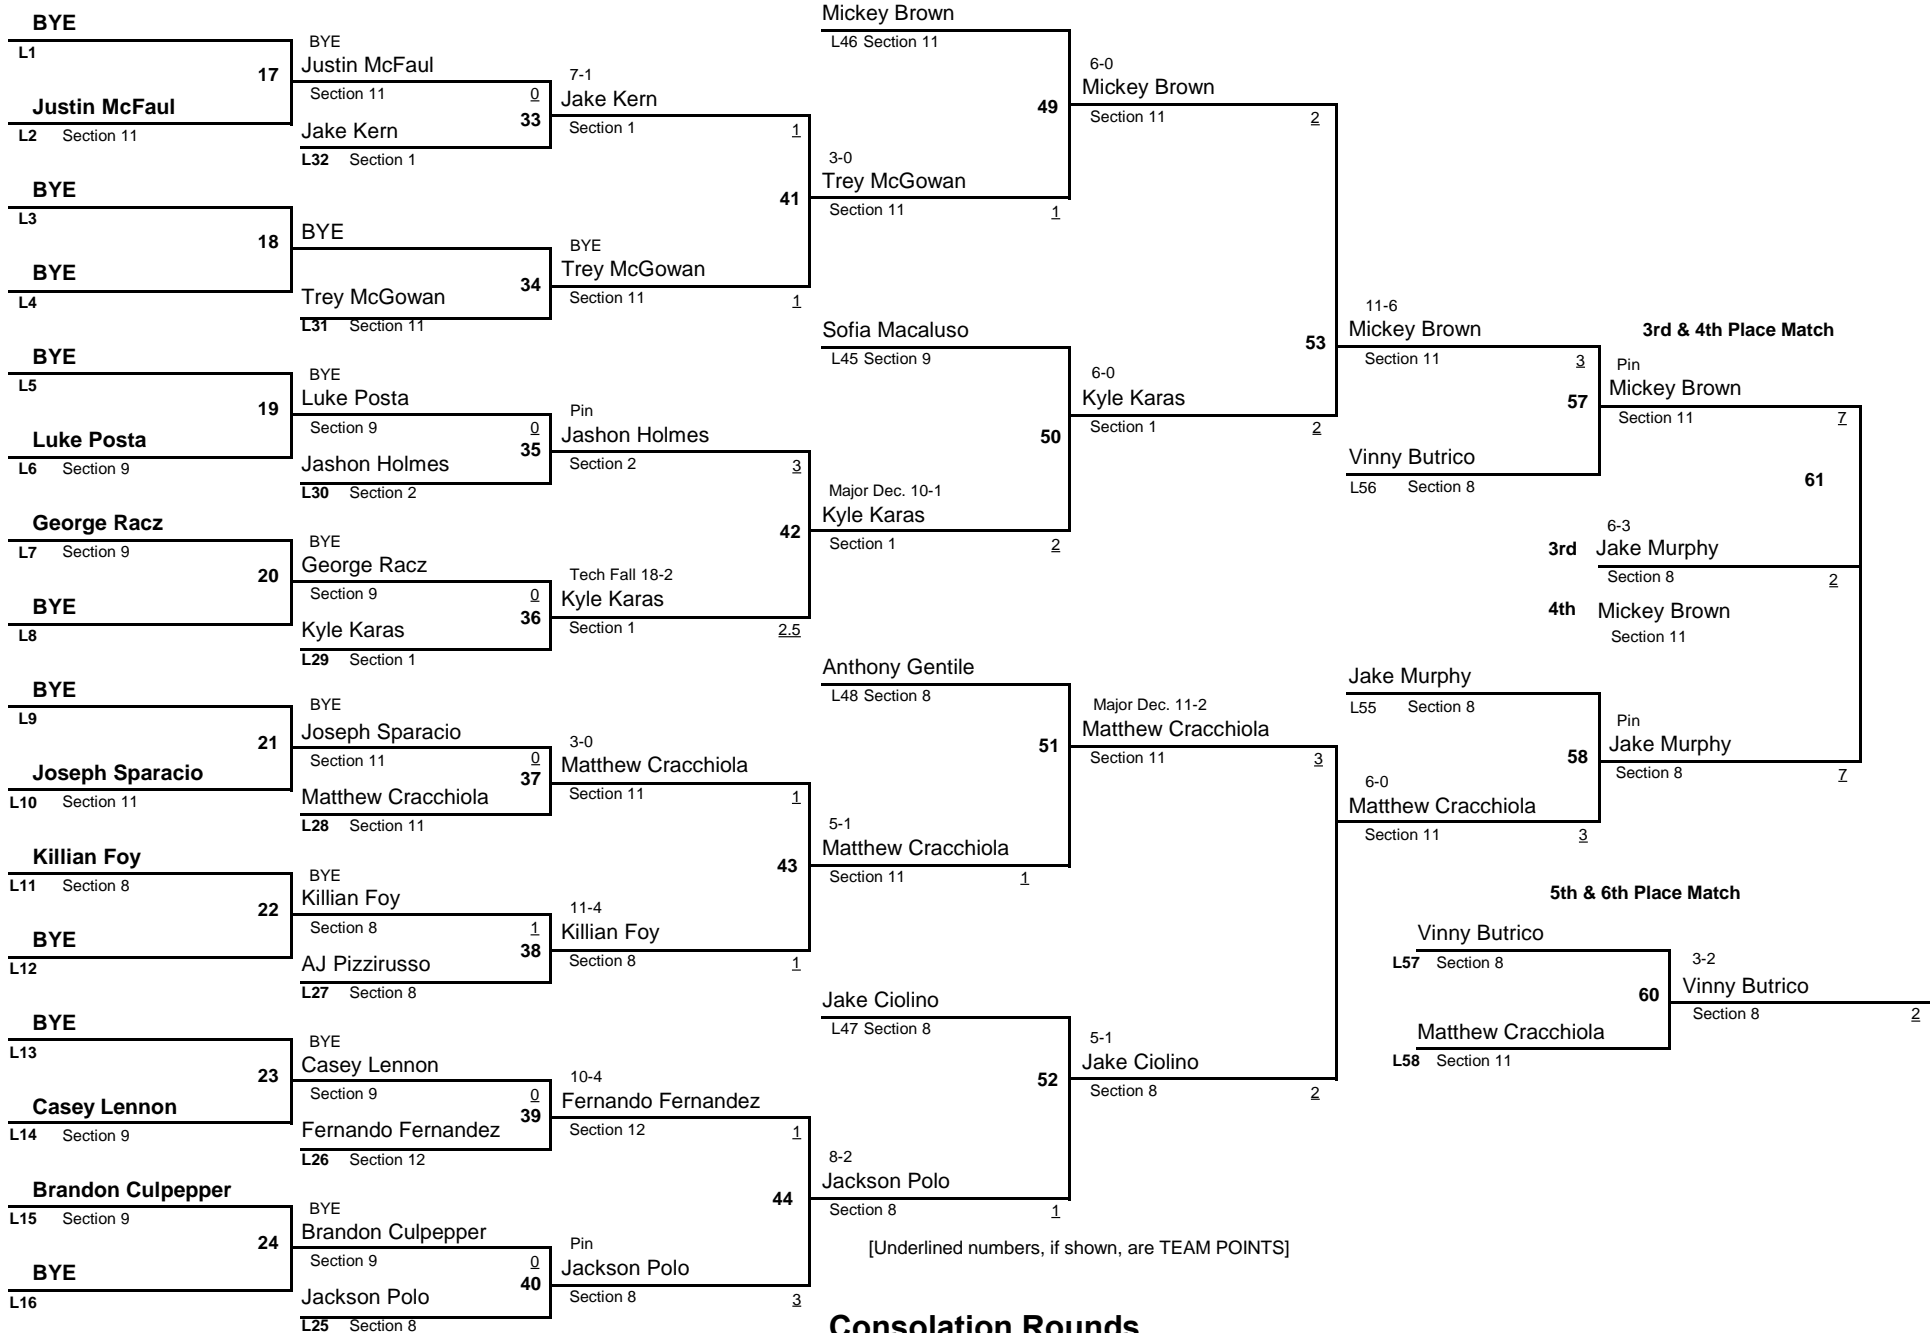 BYE
L1
17
Justin McFaul
L2 Section 11
BYE
L3
18
BYE
L4
BYE
L5
19
Luke Posta
L6 Section 9
George Racz
L7 Section 9
20
BYE
L8
BYE
L9
21
Joseph Sparacio
L10 Section 11
Killian Foy
L11 Section 8
22
BYE
L12
BYE
L13
23
Casey Lennon
L14 Section 9
Brandon Culpepper
L15 Section 9
24
BYE
L16
BYE
Justin McFaul
Section 11 0
33
Jake Kern
L32 Section 1
BYE
34
Trey McGowan
L31 Section 11
BYE
Luke Posta
Section 9 0
35
Jashon Holmes
L30 Section 2
BYE
George Racz
Section 9 0
36
Kyle Karas
L29 Section 1
BYE
Joseph Sparacio
Section 11 0
37
Matthew Cracchiola
L28 Section 11
BYE
Killian Foy
Section 8 1
38
AJ Pizzirusso
L27 Section 8
BYE
Casey Lennon
Section 9 0
39
Fernando Fernandez
L26 Section 12
BYE
Brandon Culpepper
Section 9 0
40
Jackson Polo
L25 Section 8
7-1
Jake Kern
Section 1 1
41
BYE
Trey McGowan
Section 11 1
Pin
Jashon Holmes
Section 2 3
42
Tech Fall 18-2
Kyle Karas
Section 1 2.5
3-0
Matthew Cracchiola
Section 11 1
43
11-4
Killian Foy
Section 8 1
10-4
Fernando Fernandez
Section 12 1
44
Pin
Jackson Polo
Section 8 3
Mickey Brown
L46 Section 11
49
3-0
Trey McGowan
Section 11 1
Sofia Macaluso
L45 Section 9
50
Major Dec. 10-1
Kyle Karas
Section 1 2
Anthony Gentile
L48 Section 8
51
5-1
Matthew Cracchiola
Section 11 1
Jake Ciolino
L47 Section 8
52
8-2
Jackson Polo
Section 8 1
6-0
Mickey Brown
Section 11 2
53
6-0
Kyle Karas
Section 1 2
Major Dec. 11-2
Matthew Cracchiola
Section 11 3
5-1
Jake Ciolino
Section 8 2
11-6
Mickey Brown
Section 11 3
57
Vinny Butrico
L56 Section 8
Jake Murphy
L55 Section 8
58
6-0
Matthew Cracchiola
Section 11 3
3rd & 4th Place Match
Pin
Mickey Brown
Section 11 7
61
6-3
3rd Jake Murphy
Section 8 2
4th Mickey Brown
Section 11
Pin
Jake Murphy
Section 8 7
5th & 6th Place Match
Vinny Butrico
L57 Section 8
60
Matthew Cracchiola
L58 Section 11
3-2
Vinny Butrico
Section 8 2
[Underlined numbers, if shown, are TEAM POINTS]
Consolation Rounds